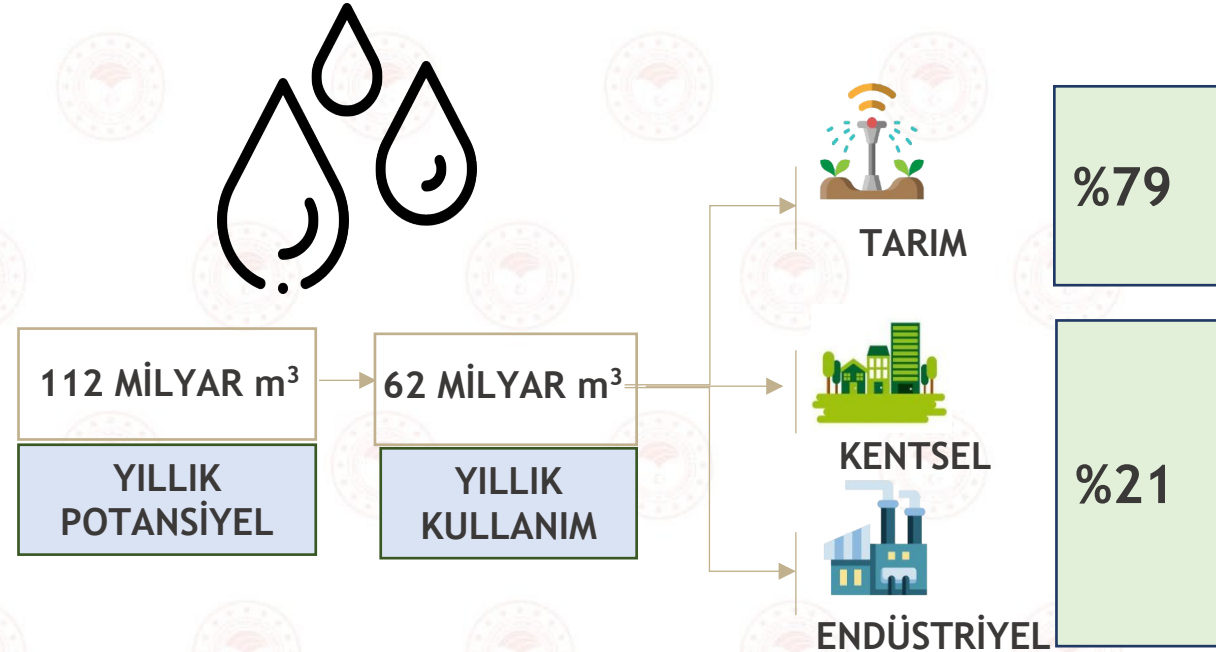 %79
TARIM
112 MİLYAR m³
62 MİLYAR m³
YILLIK
POTANSİYEL
YILLIK
KULLANIM
KENTSEL
%21
ENDÜSTRİYEL